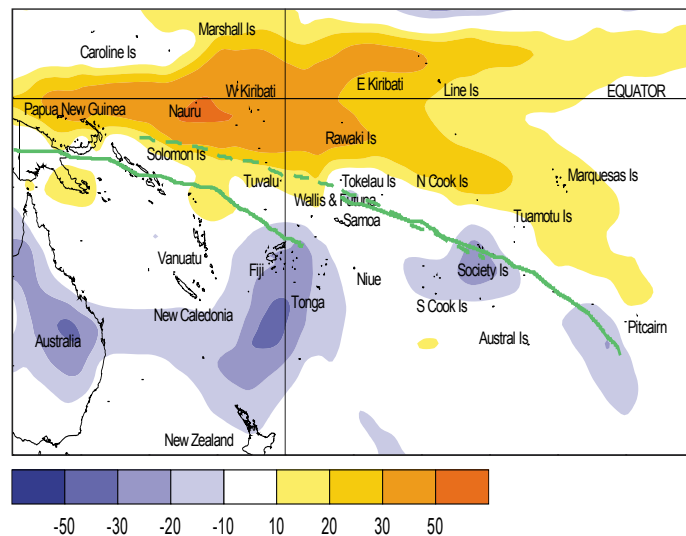 Marshall Is
Caroline Is
W Kiribati
E Kiribati
Line Is
EQUATOR
Papua New Guinea
Nauru
Rawaki Is
Solomon Is
Tuvalu
Tokelau Is
N Cook Is
Marquesas Is
Wallis & Futuna
Samoa
Tuamotu Is
Vanuatu
Fiji
Niue
Society Is
Tonga
New Caledonia
S Cook Is
Pitcairn
Australia
Austral Is
New Zealand
-50 -30 -20 -10 10 20 30 50